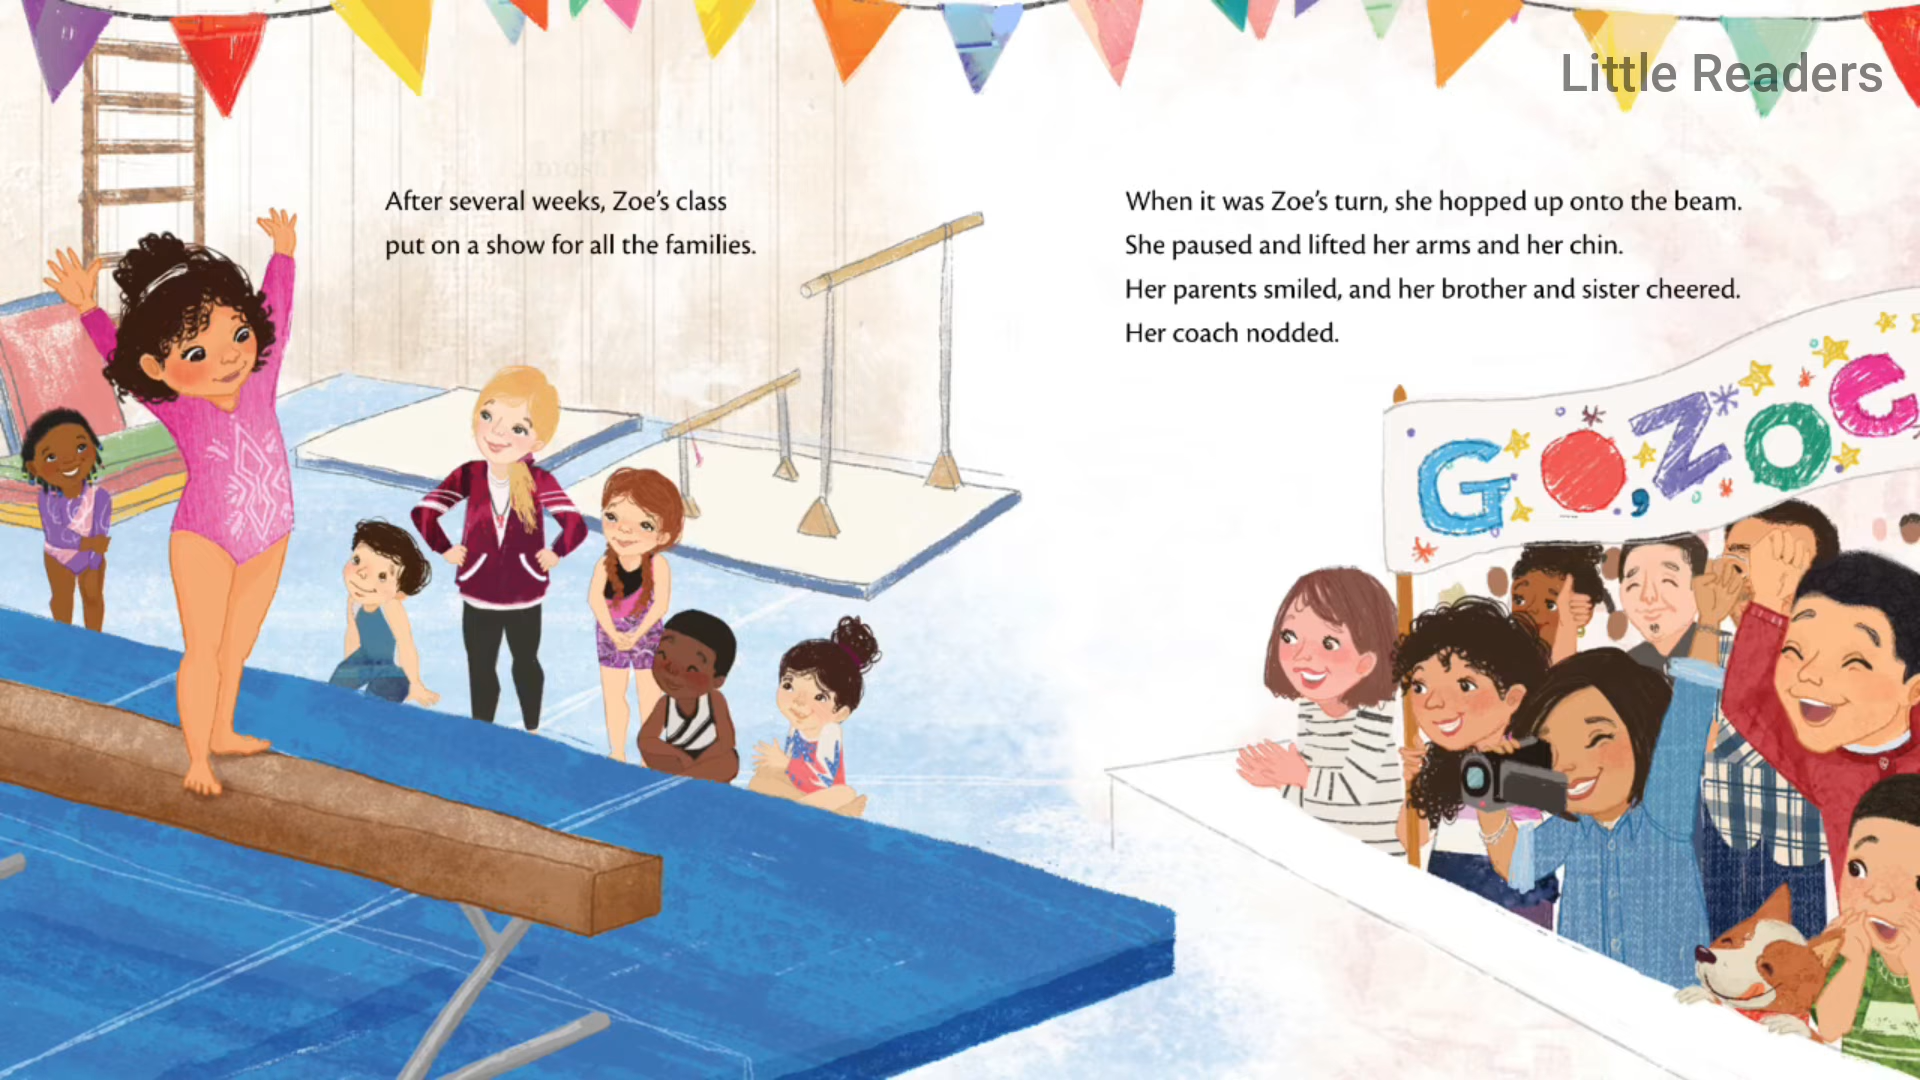 Little Readers
After several weeks, Zoe's class
put on a show for all the families.
When it was Zoe's turn, she hopped up onto the beam.
She paused and lifted her arms and her chin.
Her parents smiled, and her brother and sister cheered.
Her coach nodded.
GO, Zoe